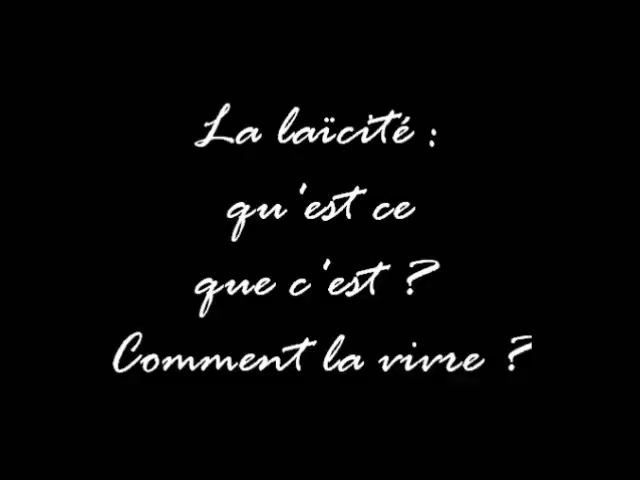 La laïcité :
qu'est ce
que c'est ?
Comment la vivre ?